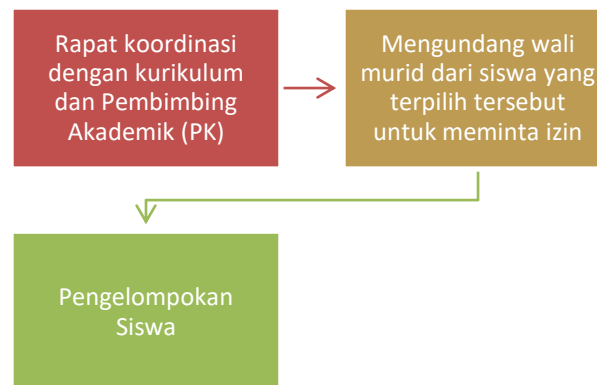 Rapat koordinasi
dengan kurikulum
dan Pembimbing
Akademik (PK)
Mengundang wali
murid dari siswa yang
terpilih tersebut
untuk meminta izin
Pengelompokan
Siswa